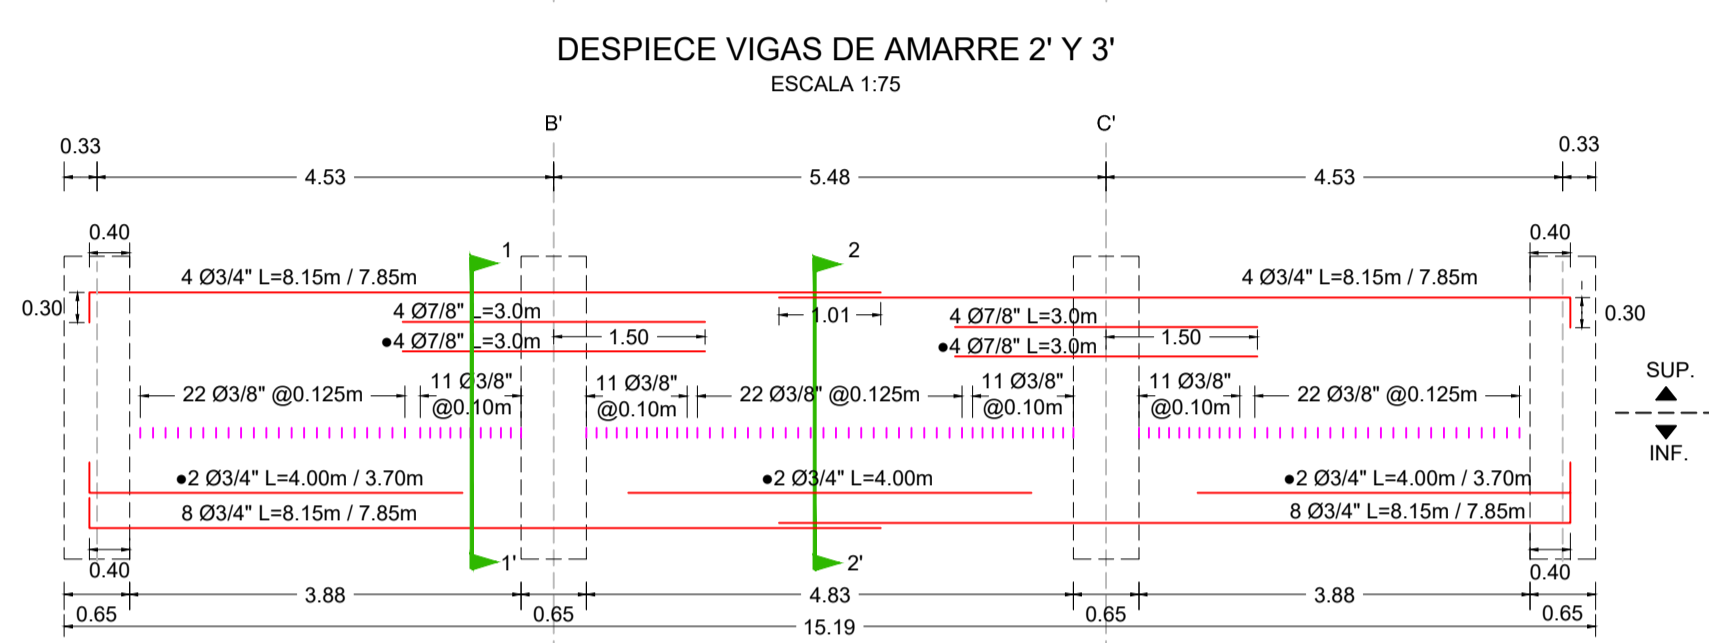 DESPIECE VIGAS DE AMARRE 2' Y 3'
ESCALA 1:75
B'
C'
0.33
0.33
4.53
5.48
4.53
0.40
0.40
1
2
4 Ø3/4" L=8.15m / 7.85m
4 Ø3/4" L=8.15m / 7.85m
0.30
4 Ø7/8" L=3.0m
1.01
4 Ø7/8" L=3.0m
0.30
●4 Ø7/8" L=3.0m
1.50
●4 Ø7/8" L=3.0m
1.50
SUP.
22 Ø3/8" @0.125m
11 Ø3/8"
@0.10m
11 Ø3/8"
@0.10m
22 Ø3/8" @0.125m
11 Ø3/8"
@0.10m
11 Ø3/8"
@0.10m
22 Ø3/8" @0.125m
INF.
●2 Ø3/4" L=4.00m / 3.70m
●2 Ø3/4" L=4.00m
●2 Ø3/4" L=4.00m / 3.70m
8 Ø3/4" L=8.15m / 7.85m
8 Ø3/4" L=8.15m / 7.85m
1'
2'
0.40
0.40
3.88
4.83
3.88
0.65
0.65
0.65
0.65
15.19